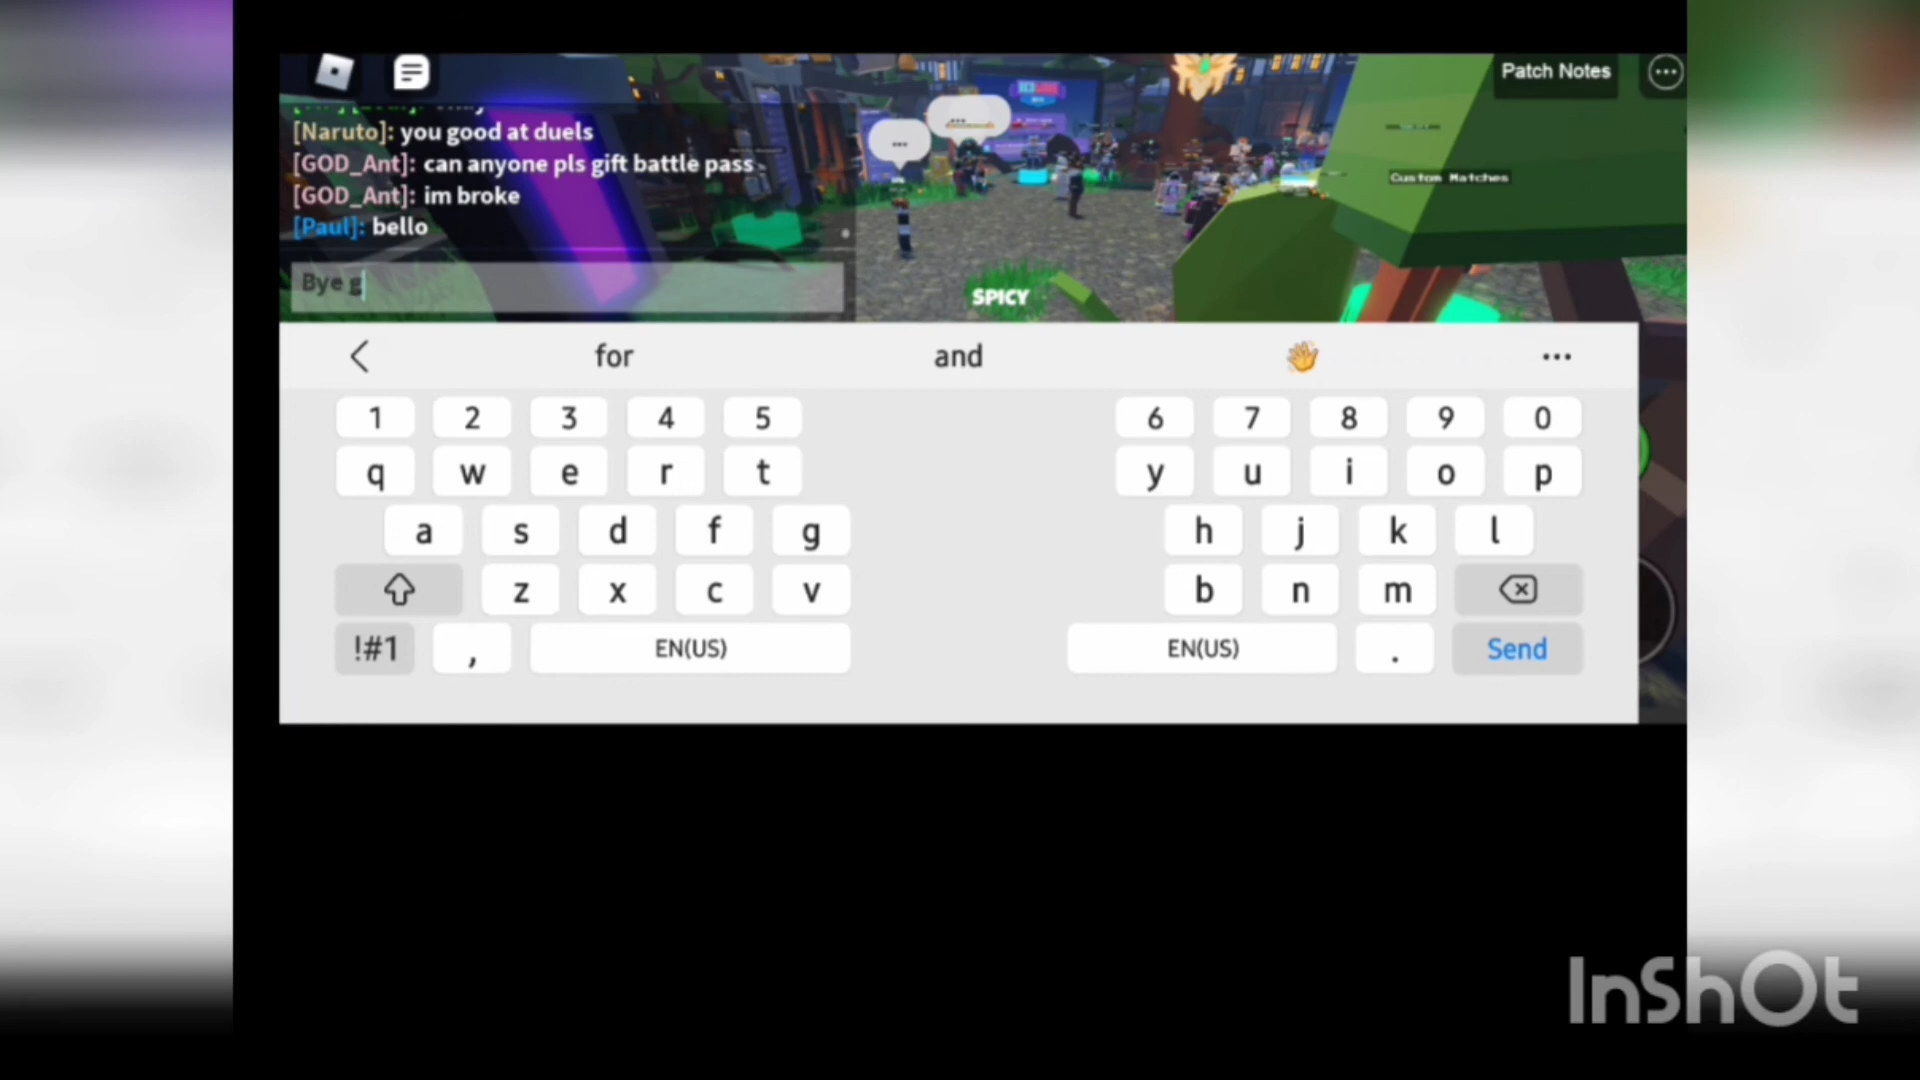 Patch Notes
[Naruto]: you good at duels
[GOD_Ant]: can anyone pls gift battle pass
[GOD_Ant]: im broke
[Paul]: bello
Custom Matches
Bye g
SPICY
for and 👋 ...
1 2 3 4 5 6 7 8 9 0
q w e r t y u i o p
a s d f g h j k l
z x c v b n m
!#1 , EN(US) EN(US) . Send
InShOt